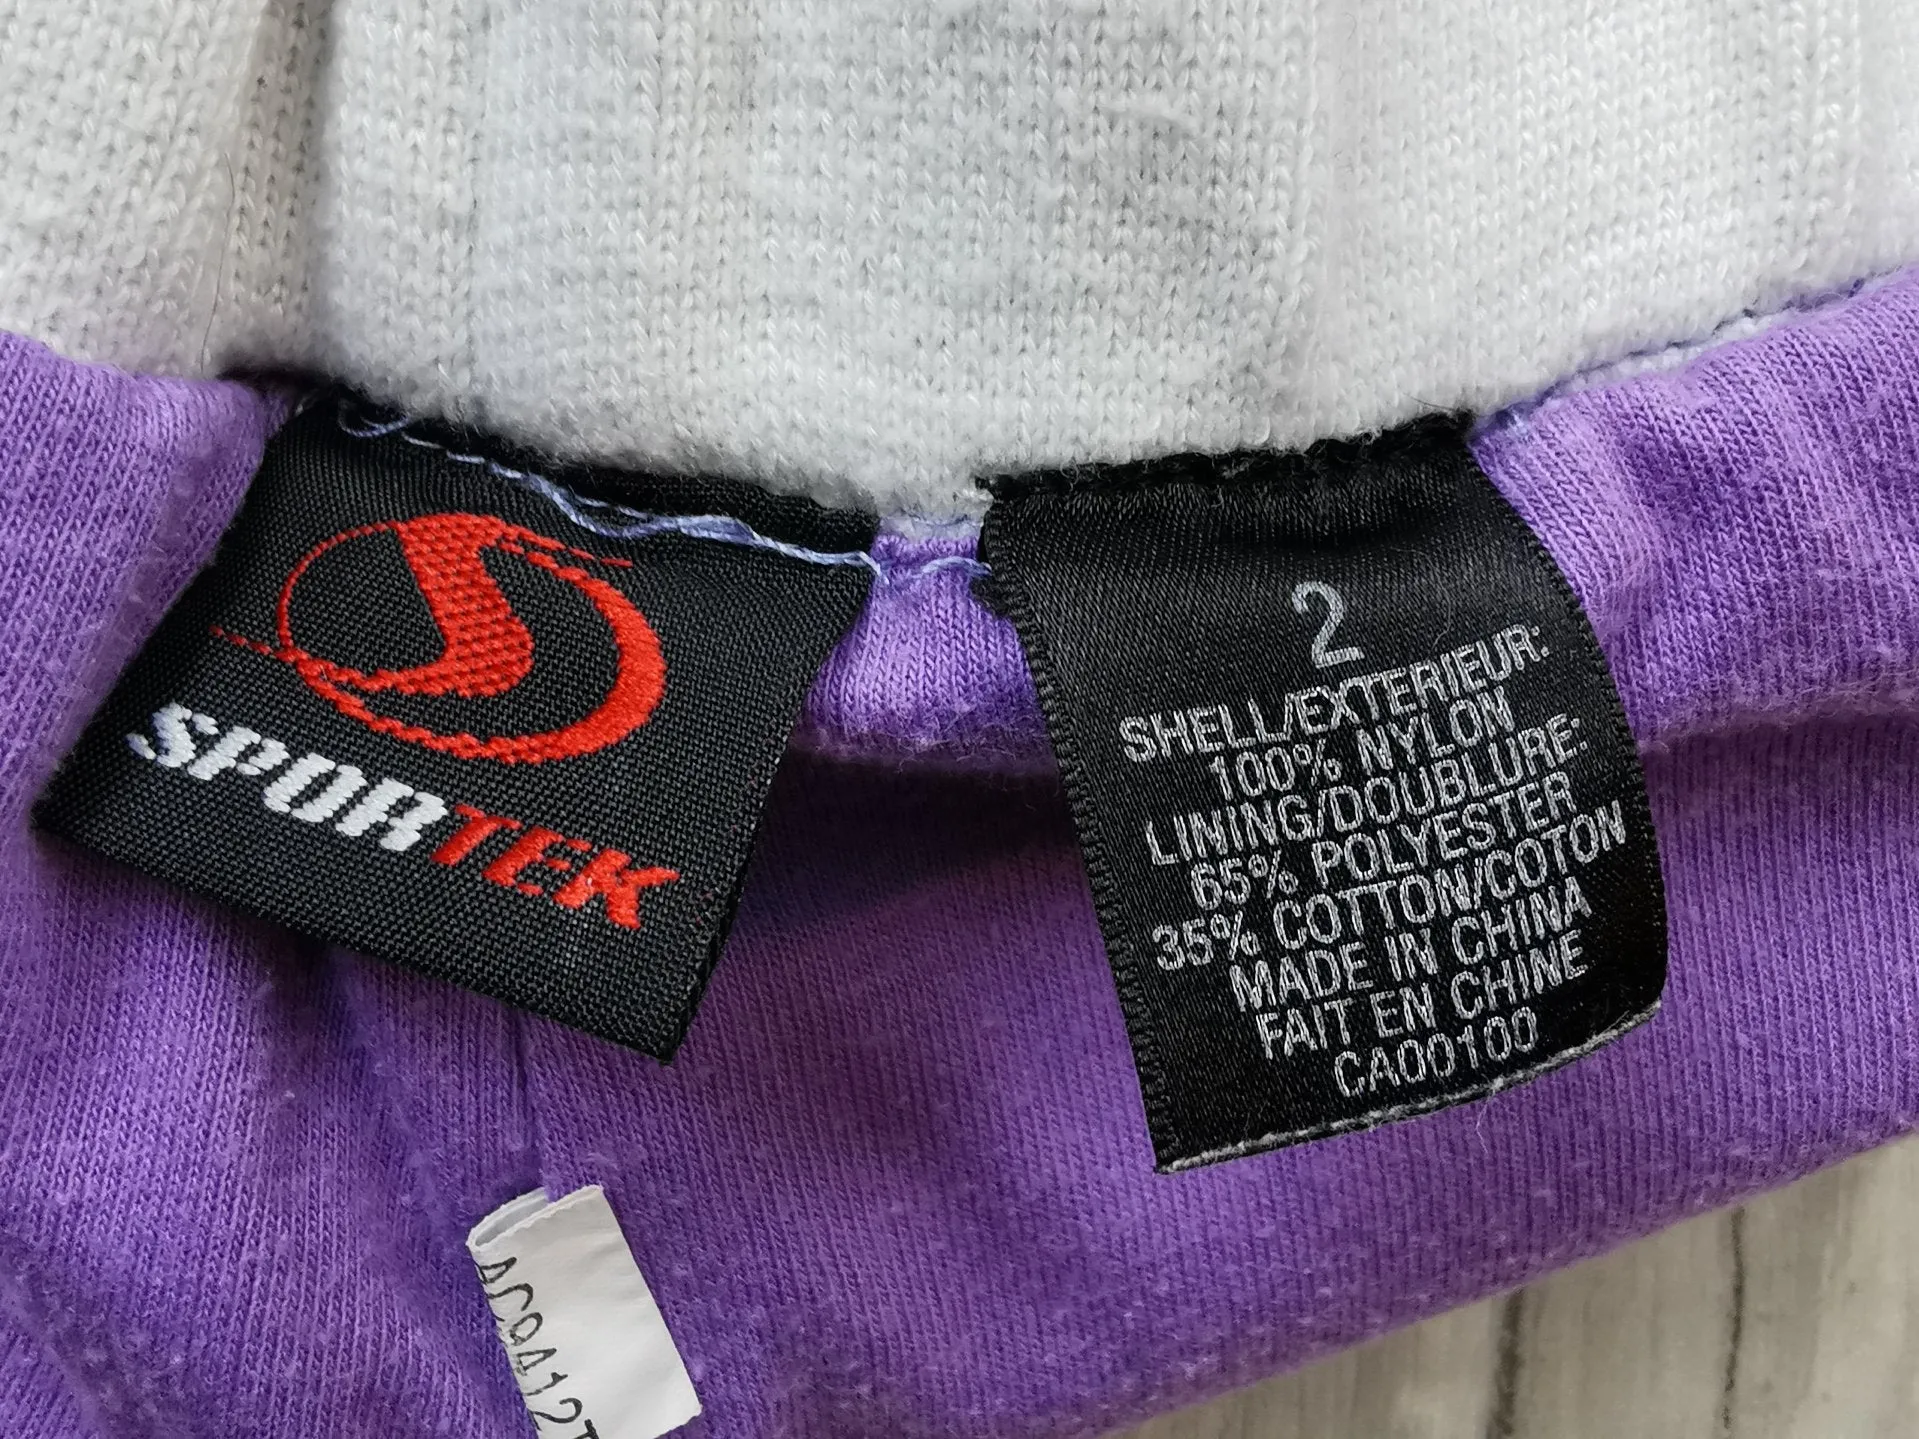 SPORTEK
2
SHELL/EXTERIEUR:
100% NYLON
LINING/DOUBLURE:
65% POLYESTER
35% COTTON/COTON
MADE IN CHINA
FAIT EN CHINE
CA00100